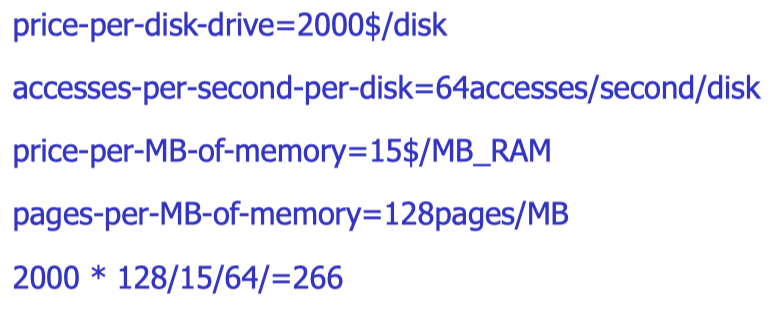 price-per-disk-drive=2000$/disk
accesses-per-second-per-disk=64accesses/second/disk
price-per-MB-of-memory=15$/MB_RAM
pages-per-MB-of-memory=128pages/MB
2000 * 128/15/64/=266